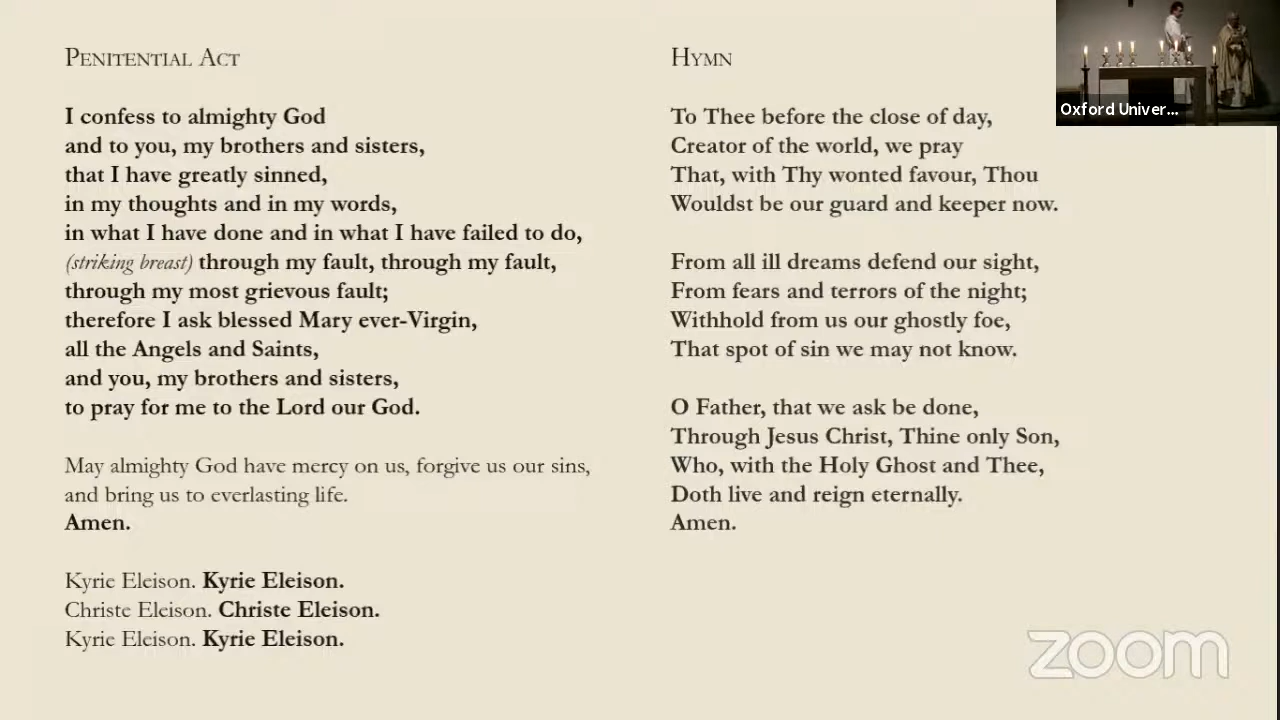 PENITENTIAL ACT
I confess to almighty God
and to you, my brothers and sisters,
that I have greatly sinned,
in my thoughts and in my words,
in what I have done and in what I have failed to do,
(striking breast) through my fault, through my fault,
through my most grievous fault;
therefore I ask blessed Mary ever-Virgin,
all the Angels and Saints,
and you, my brothers and sisters,
to pray for me to the Lord our God.
May almighty God have mercy on us, forgive us our sins,
and bring us to everlasting life.
Amen.
Kyrie Eleison. Kyrie Eleison.
Christe Eleison. Christe Eleison.
Kyrie Eleison. Kyrie Eleison.
HYMN
To Thee before the close of day,
Creator of the world, we pray
That, with Thy wonted favour, Thou
Wouldst be our guard and keeper now.
From all ill dreams defend our sight,
From fears and terrors of the night;
Withhold from us our ghostly foe,
That spot of sin we may not know.
O Father, that we ask be done,
Through Jesus Christ, Thine only Son,
Who, with the Holy Ghost and Thee,
Doth live and reign eternally.
Amen.
Oxford Univer...
zoom